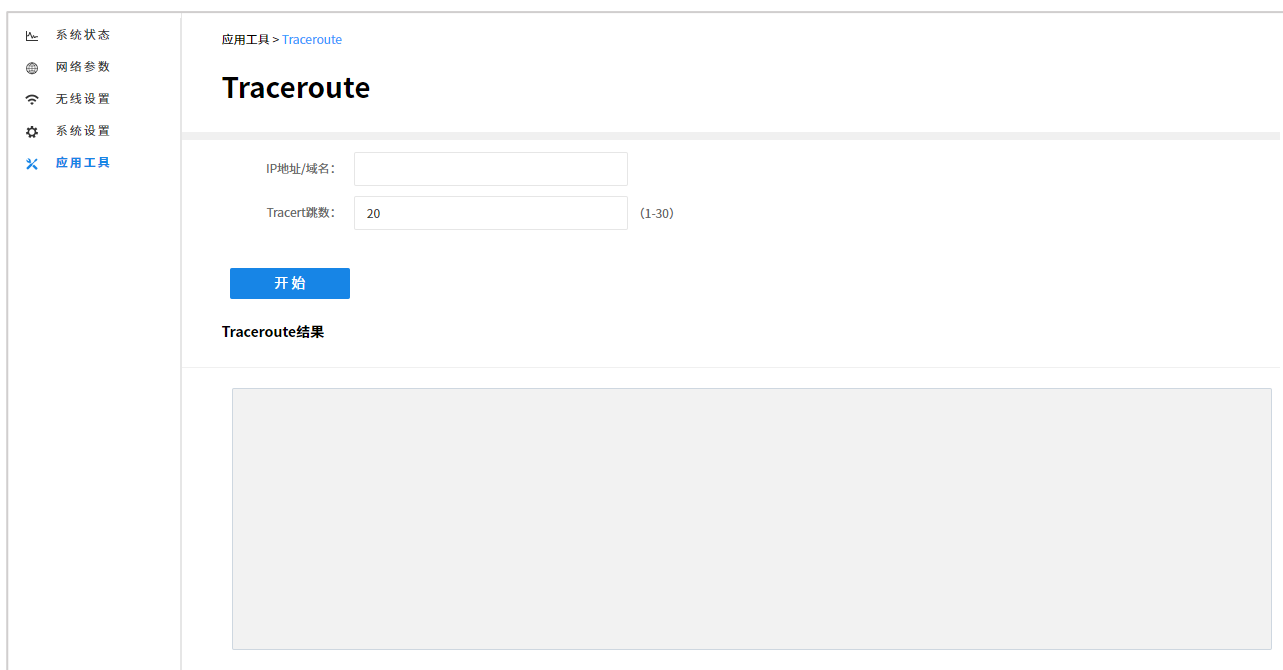 系统状态
网络参数
无线设置
系统设置
应用工具
应用工具 > Traceroute
Traceroute
IP地址/域名：
Tracert跳数： 20 （1-30）
开始
Traceroute结果